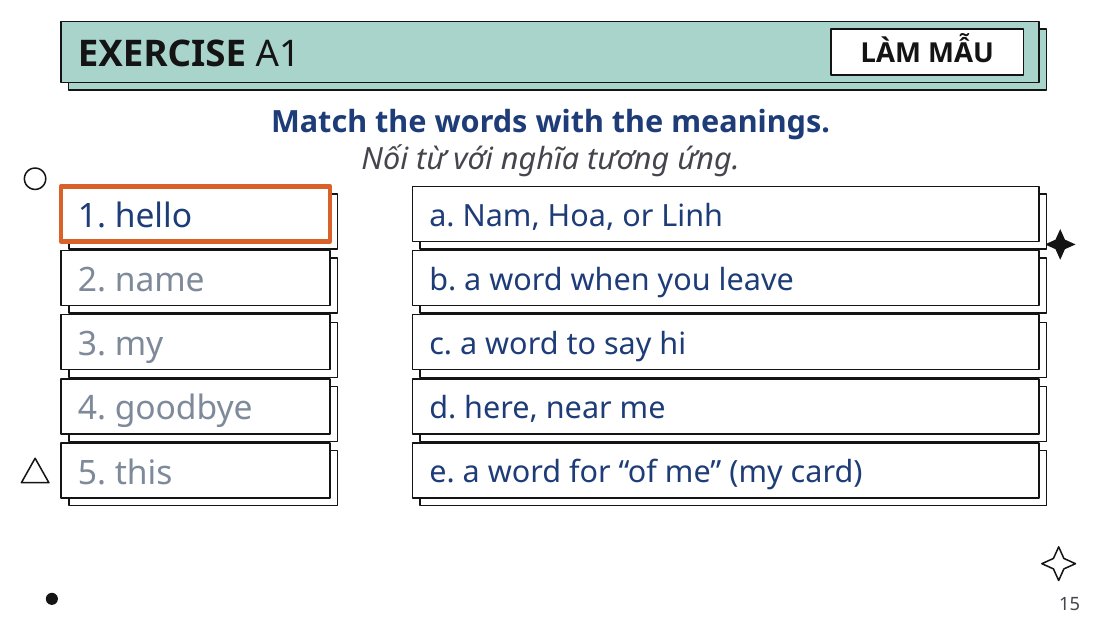 EXERCISE A1
LÀM MẪU
Match the words with the meanings.
Nối từ với nghĩa tương ứng.
1. hello
a. Nam, Hoa, or Linh
2. name
b. a word when you leave
3. my
c. a word to say hi
4. goodbye
d. here, near me
5. this
e. a word for “of me” (my card)
15